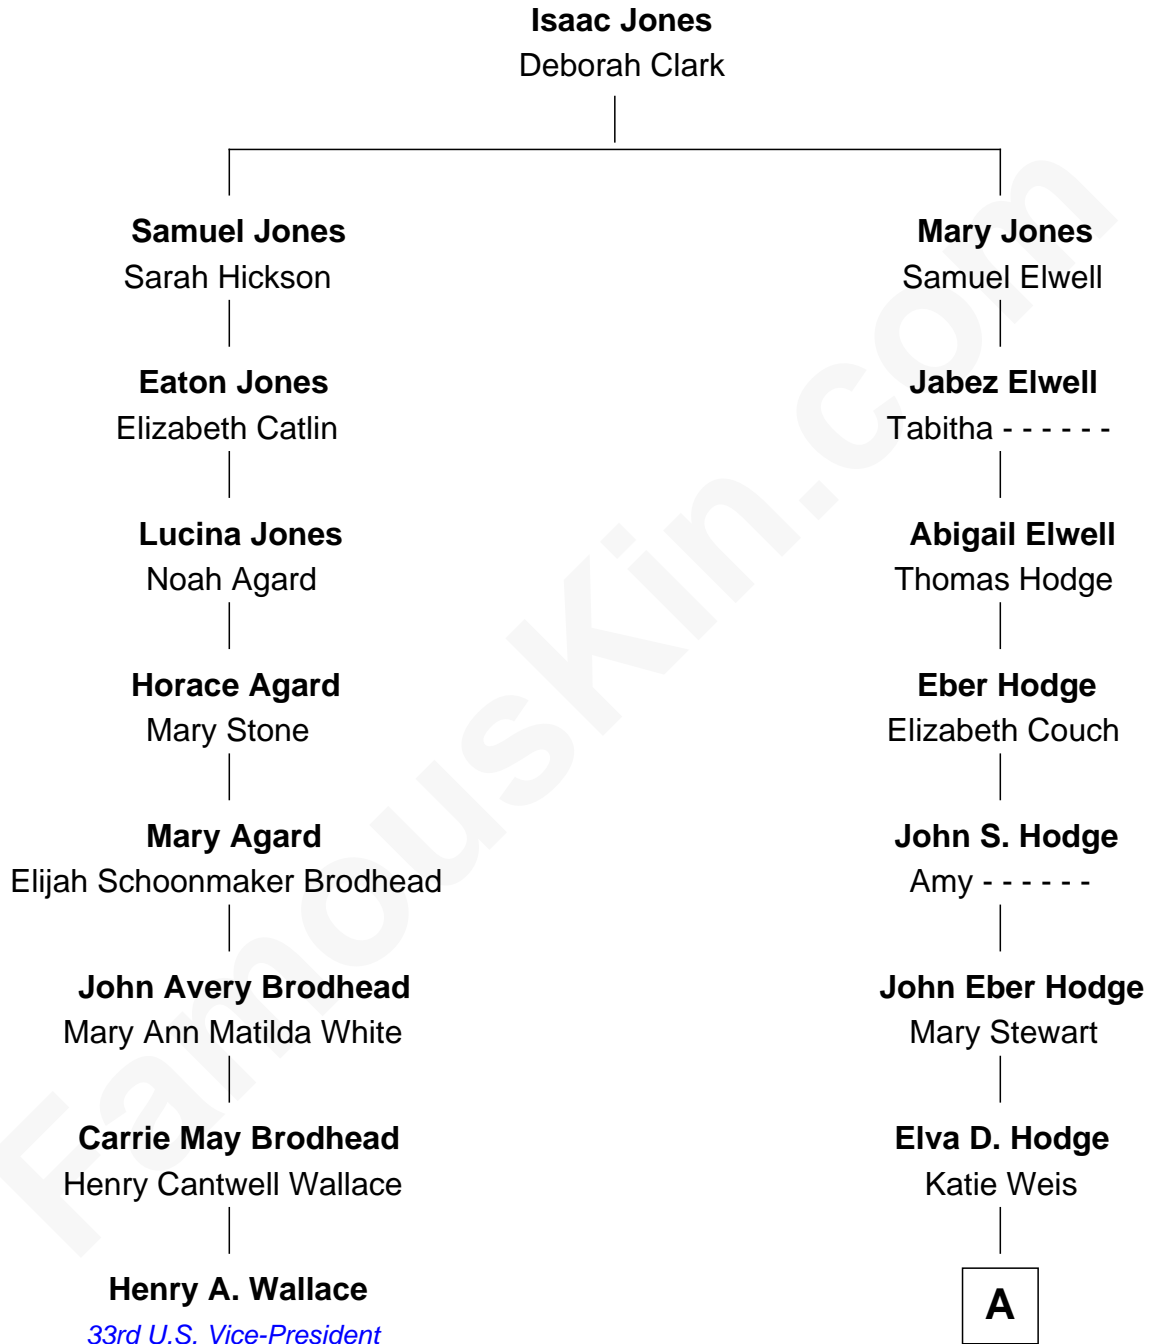 Isaac Jones
Deborah Clark
Samuel Jones
Sarah Hickson
Mary Jones
Samuel Elwell
Eaton Jones
Elizabeth Catlin
Jabez Elwell
Tabitha - - - - - -
Lucina Jones
Noah Agard
Abigail Elwell
Thomas Hodge
Horace Agard
Mary Stone
Eber Hodge
Elizabeth Couch
Mary Agard
Elijah Schoonmaker Brodhead
John S. Hodge
Amy - - - - - -
John Avery Brodhead
Mary Ann Matilda White
John Eber Hodge
Mary Stewart
Carrie May Brodhead
Henry Cantwell Wallace
Elva D. Hodge
Katie Weis
Henry A. Wallace
33rd U.S. Vice-President
A
FamousKin.com